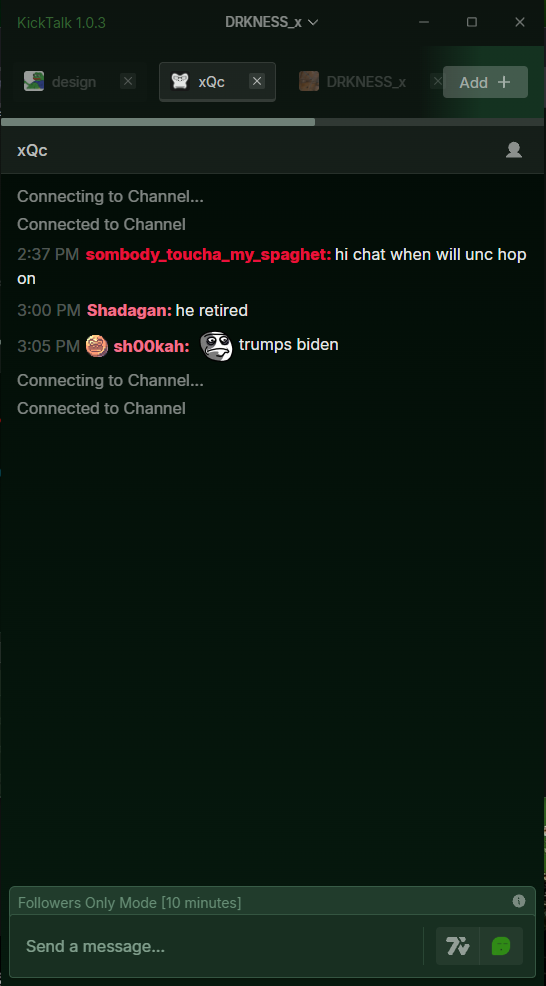 KickTalk 1.0.3
DRKNESS_x
design
xQc
DRKNESS_x
Add
xQc
Connecting to Channel...
Connected to Channel
2:37 PM sombody_toucha_my_spaghet: hi chat when will unc hop
on
3:00 PM Shadagan: he retired
3:05 PM sh00kah: trumps biden
Connecting to Channel...
Connected to Channel
Followers Only Mode [10 minutes]
Send a message...
7V